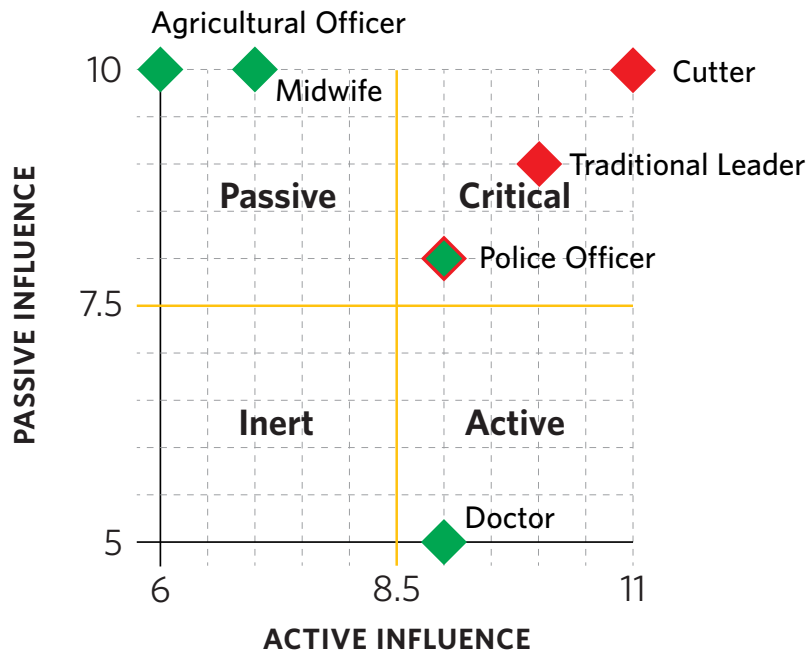 Agricultural Officer
10
Midwife
Cutter
Traditional Leader
Passive
Critical
Police Officer
7.5
PASSIVE INFLUENCE
Inert
Active
Doctor
5
6
8.5
11
ACTIVE INFLUENCE